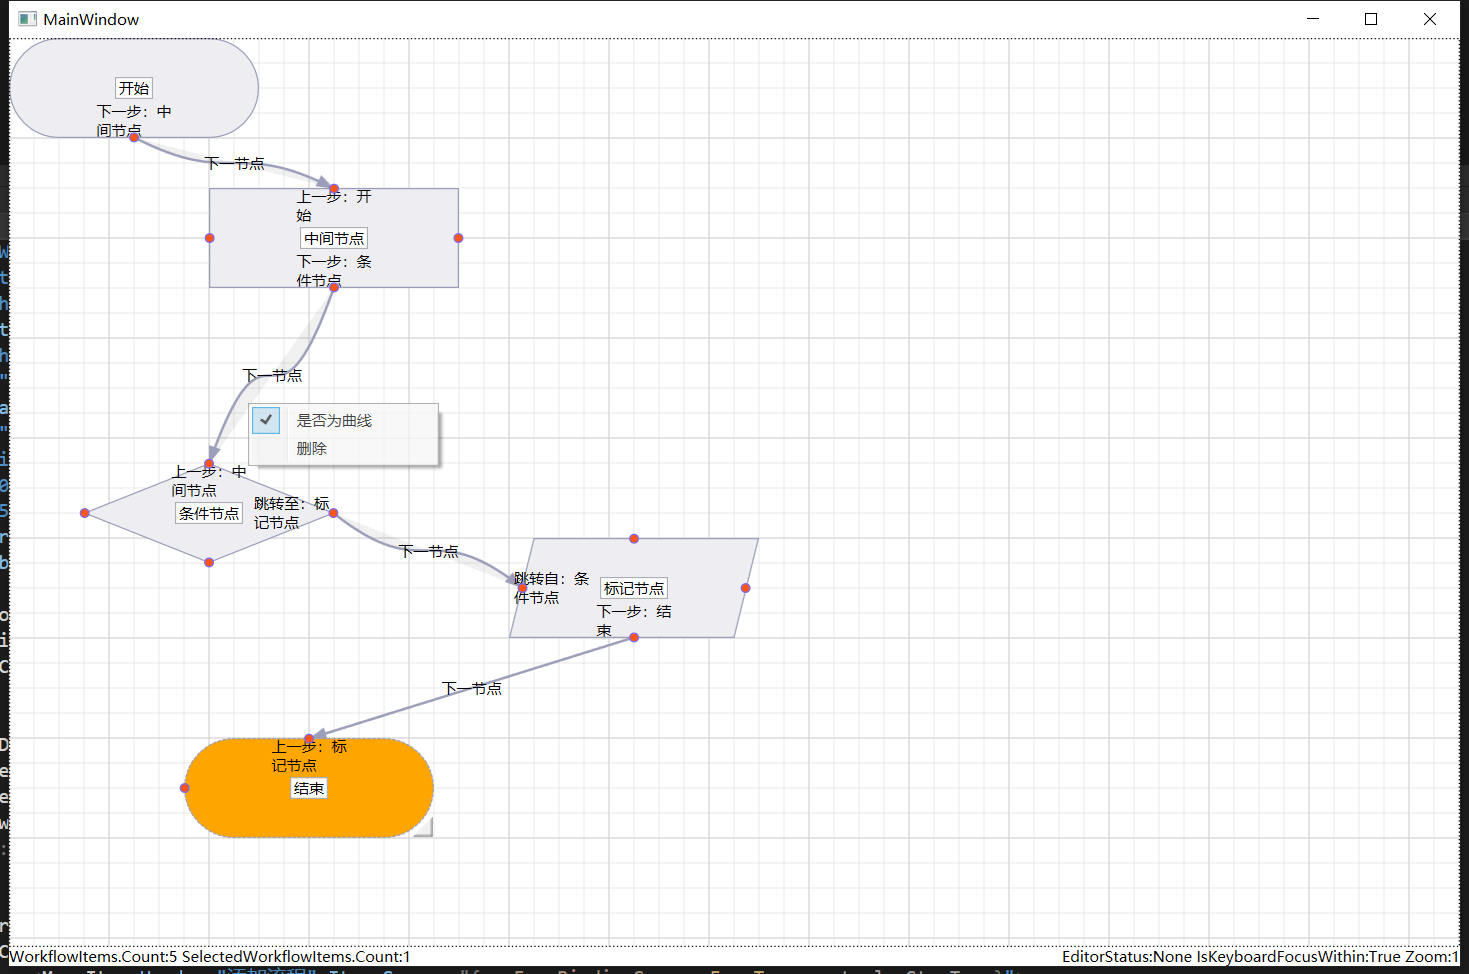 MainWindow
开始
下一步：中
间节点
下一节点
上一步：开
始
中间节点
下一步：条
件节点
下一节点
是否为曲线
删除
上一步：中
间节点
条件节点
跳转至：标
记节点
下一节点
跳转自：条
件节点
标记节点
下一步：结
束
下一节点
上一步：标
记节点
结束
WorkflowItems.Count:5 SelectedWorkflowItems.Count:1
EditorStatus:None IsKeyboardFocusWithin:True Zoom:1